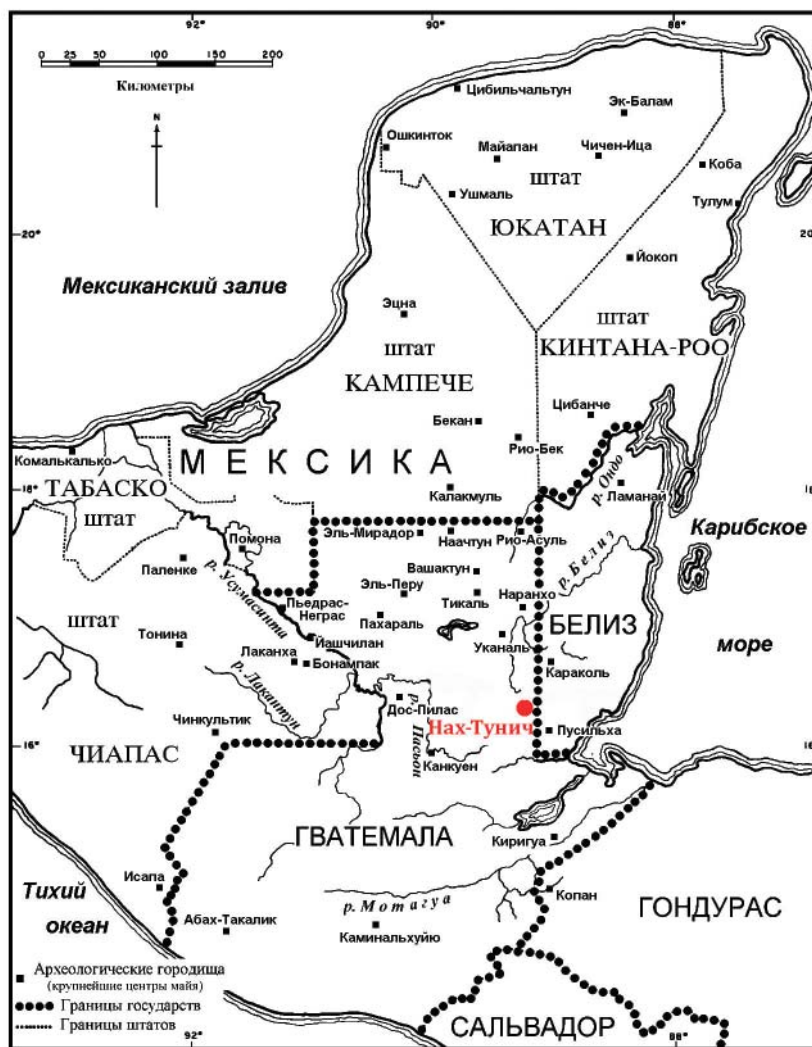 92°
90°
88°
0 25 50 100 150 200
Километры
N
Цибильчальтун
Эк-Балам
Ошкинток
Майапан
Чичен-Ица
Коба
штат
Ушмаль
Тулум
ЮКАТАН
20°
Йокоп
Мексиканский залив
Эцна
штат
штат
КИНТАНА-РОО
КАМПЕЧЕ
Цибанче
Бекан
Рио-Бек
Комалькалько
МЕКСИКА
р. Ондо
ТАБАСКО
Калакмуль
Ламанай
18°
штат
Карибское
Эль-Мирадор
Наачтун
Рио-Асуль
Помона
Паленке
Вашактун
р. Белиз
р. Усумасинта
Эль-Перу
Тикаль
Наранхо
Пьедрас-
Неграс
Пахараль
БЕЛИЗ
штат
Тонина
Йашчилан
Уканаль
море
Лаканха
Бонампак
Караколь
р. Лакантун
Дос-Пилас
р. Пасьон
Нах-Тунич
Чинкультик
Пусильха
16°
ЧИАПАС
Канкуен
ГВАТЕМАЛА
Киригуа
Исапа
Тихий
океан
Копан
р. Мотагуа
ГОНДУРАС
Абах-Такалик
Каминальхуйю
Археологические городища
(крупнейшие центры майя)
Границы государств
Границы штатов
САЛЬВАДОР
92°
88°